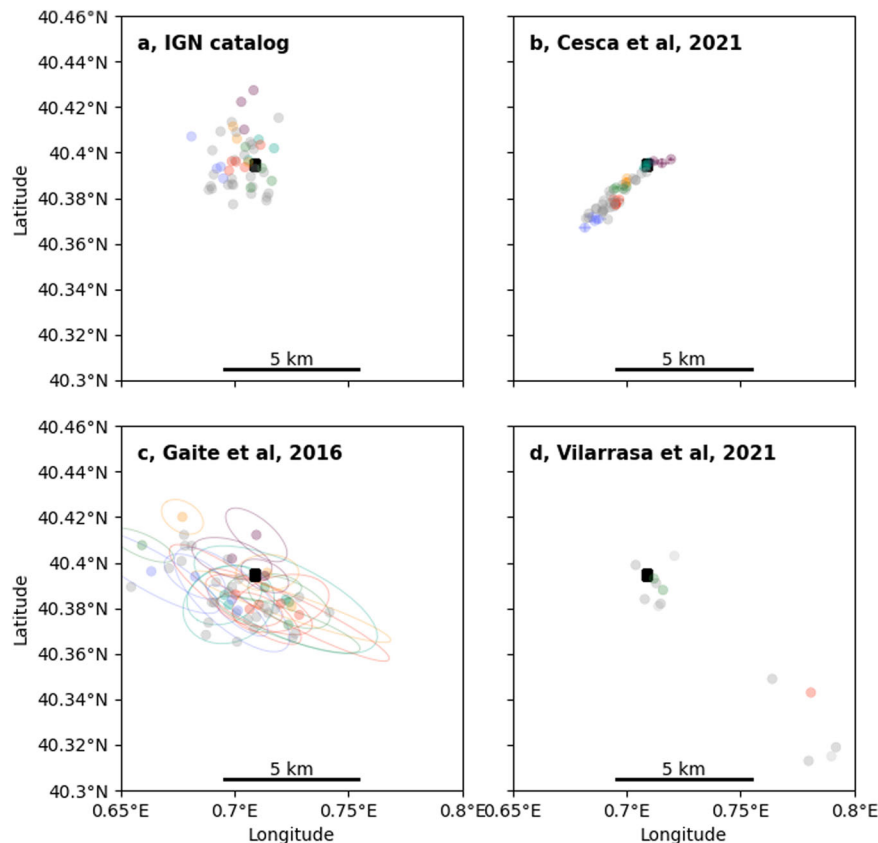 40.46°N
a, IGN catalog
b, Cesca et al, 2021
40.44°N
40.42°N
40.4°N
40.38°N
40.36°N
40.34°N
40.32°N
40.3°N
Latitude
5 km
5 km
40.46°N
c, Gaite et al, 2016
d, Vilarrasa et al, 2021
40.44°N
40.42°N
40.4°N
40.38°N
40.36°N
40.34°N
40.32°N
40.3°N
Latitude
5 km
5 km
0.65°E
0.7°E
0.75°E
0.8°E
0.65°E
0.7°E
0.75°E
0.8°E
Longitude
Longitude